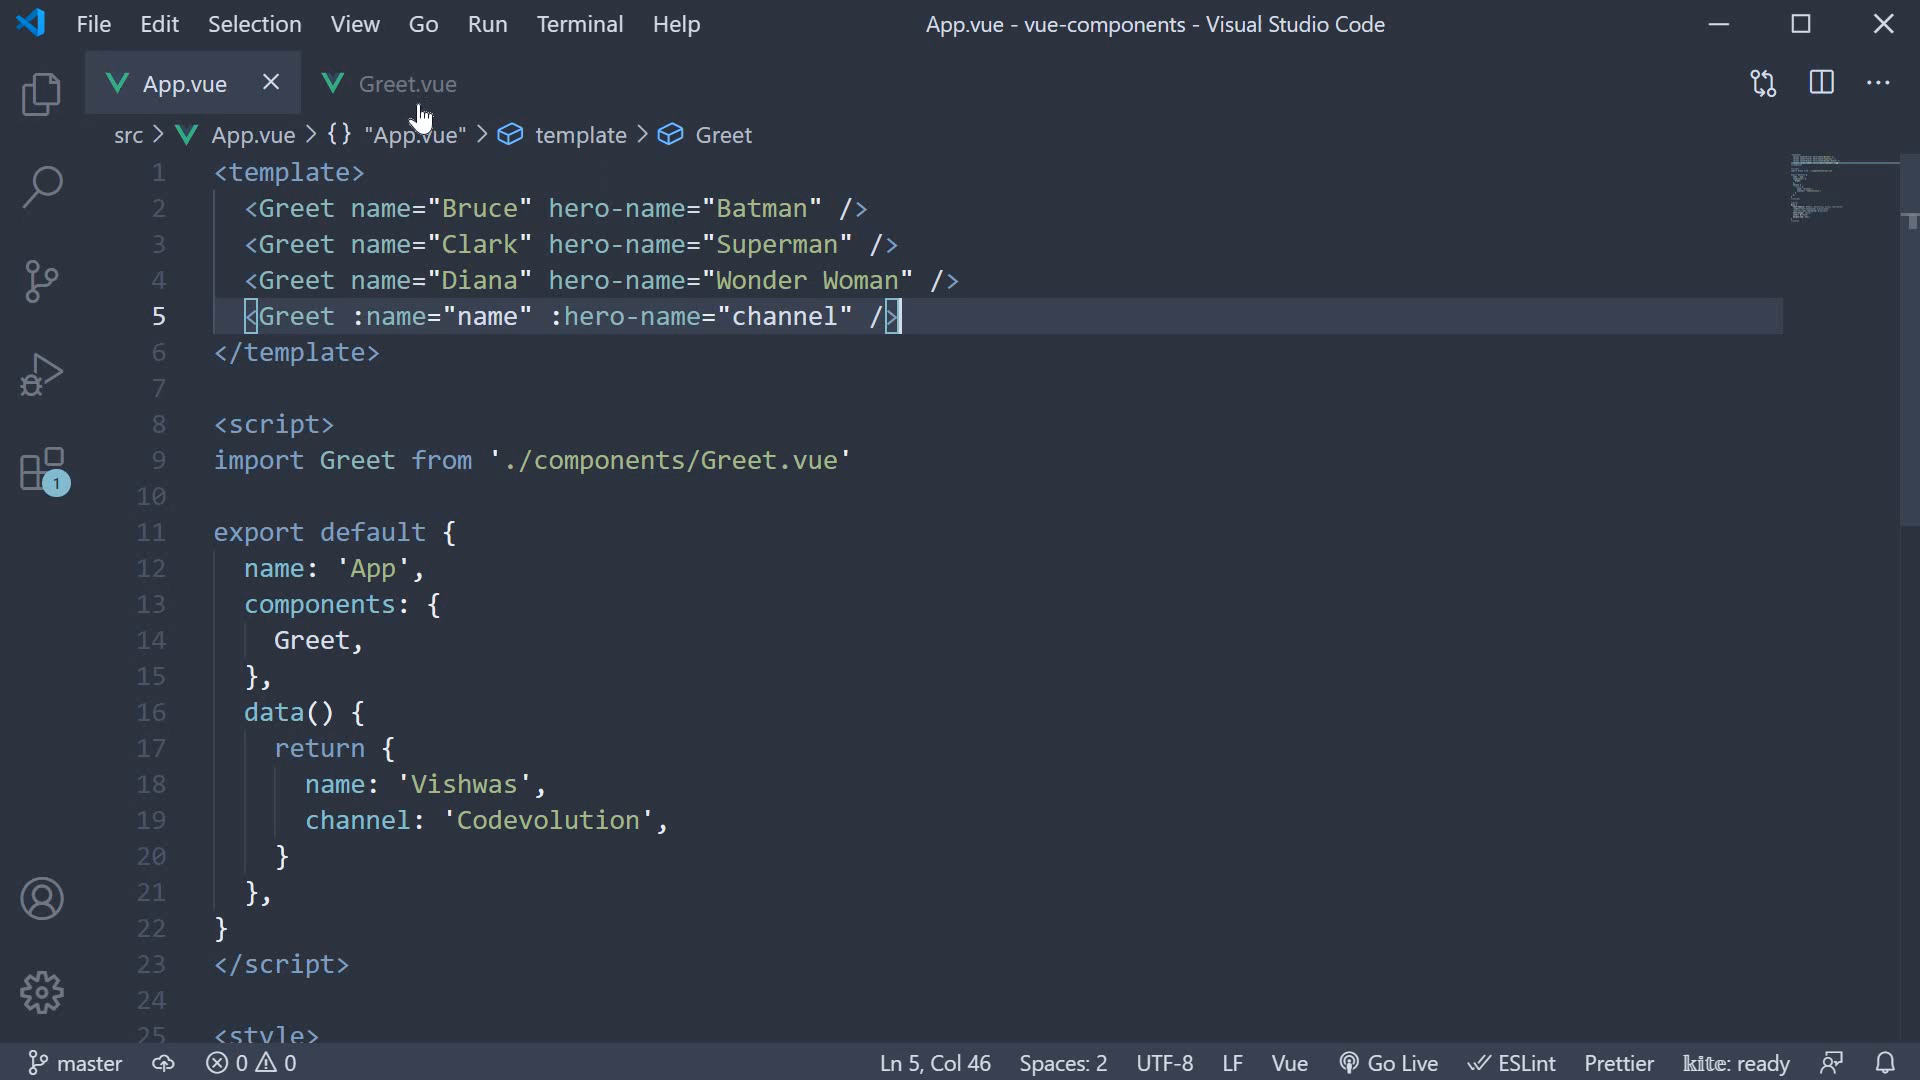 File Edit Selection View Go Run Terminal Help App.vue - vue-components - Visual Studio Code
App.vue Greet.vue
src > App.vue > {} "App.vue" > template > Greet
1 <template>
2 <Greet name="Bruce" hero-name="Batman" />
3 <Greet name="Clark" hero-name="Superman" />
4 <Greet name="Diana" hero-name="Wonder Woman" />
5 <Greet :name="name" :hero-name="channel" />
6 </template>
7
8 <script>
9 import Greet from './components/Greet.vue'
10
11 export default {
12 name: 'App',
13 components: {
14 Greet,
15 },
16 data() {
17 return {
18 name: 'Vishwas',
19 channel: 'Codevolution',
20 }
21 },
22 }
23 </script>
24
25 <style>
1
master 0 0 Ln 5, Col 46 Spaces: 2 UTF-8 LF Vue Go Live ESLint Prettier kite: ready